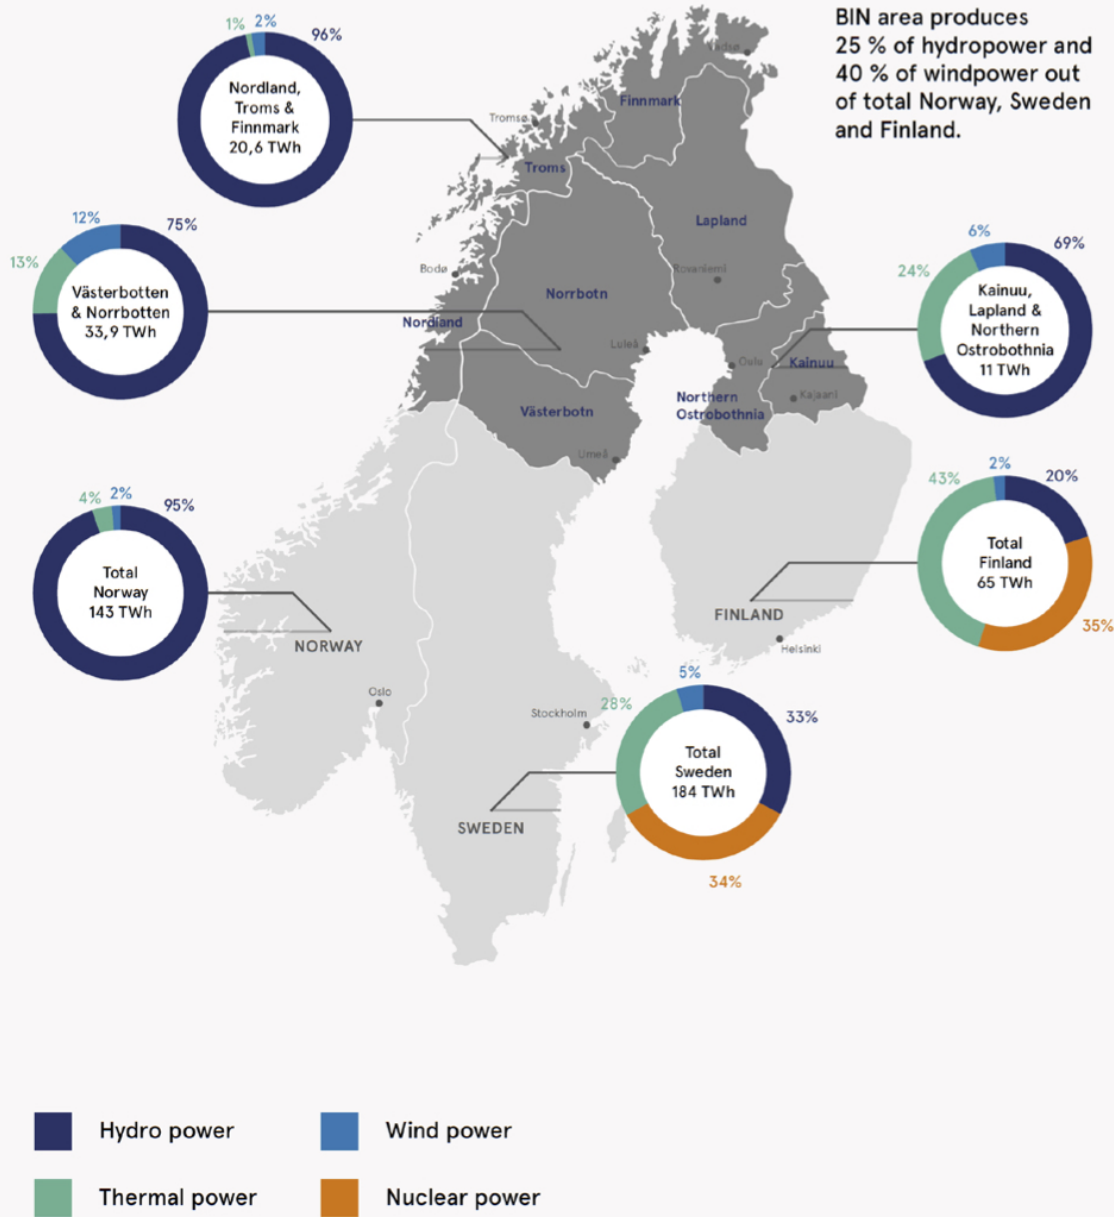 BIN area produces
25 % of hydropower and
40 % of windpower out
of total Norway, Sweden
and Finland.
1%
2%
96%
Nordland,
Troms &
Finnmark
20,6 TWh
12%
75%
13%
Västerbotten
& Norrbotten
33,9 TWh
6%
69%
24%
Kainuu,
Lapland &
Northern
Ostrobothnia
11 TWh
4%
2%
95%
Total
Norway
143 TWh
43%
2%
20%
Total
Finland
65 TWh
35%
5%
28%
33%
Total
Sweden
184 TWh
34%
Vadsø
Finnmark
Tromsø
Troms
Lapland
Bodø
Rovaniemi
Norrbotn
Nordland
Luleå
Oulu
Kainuu
Kajaani
Northern
Ostrobothnia
Västerbotn
Umeå
FINLAND
Helsinki
NORWAY
Oslo
Stockholm
SWEDEN
Hydro power
Wind power
Thermal power
Nuclear power